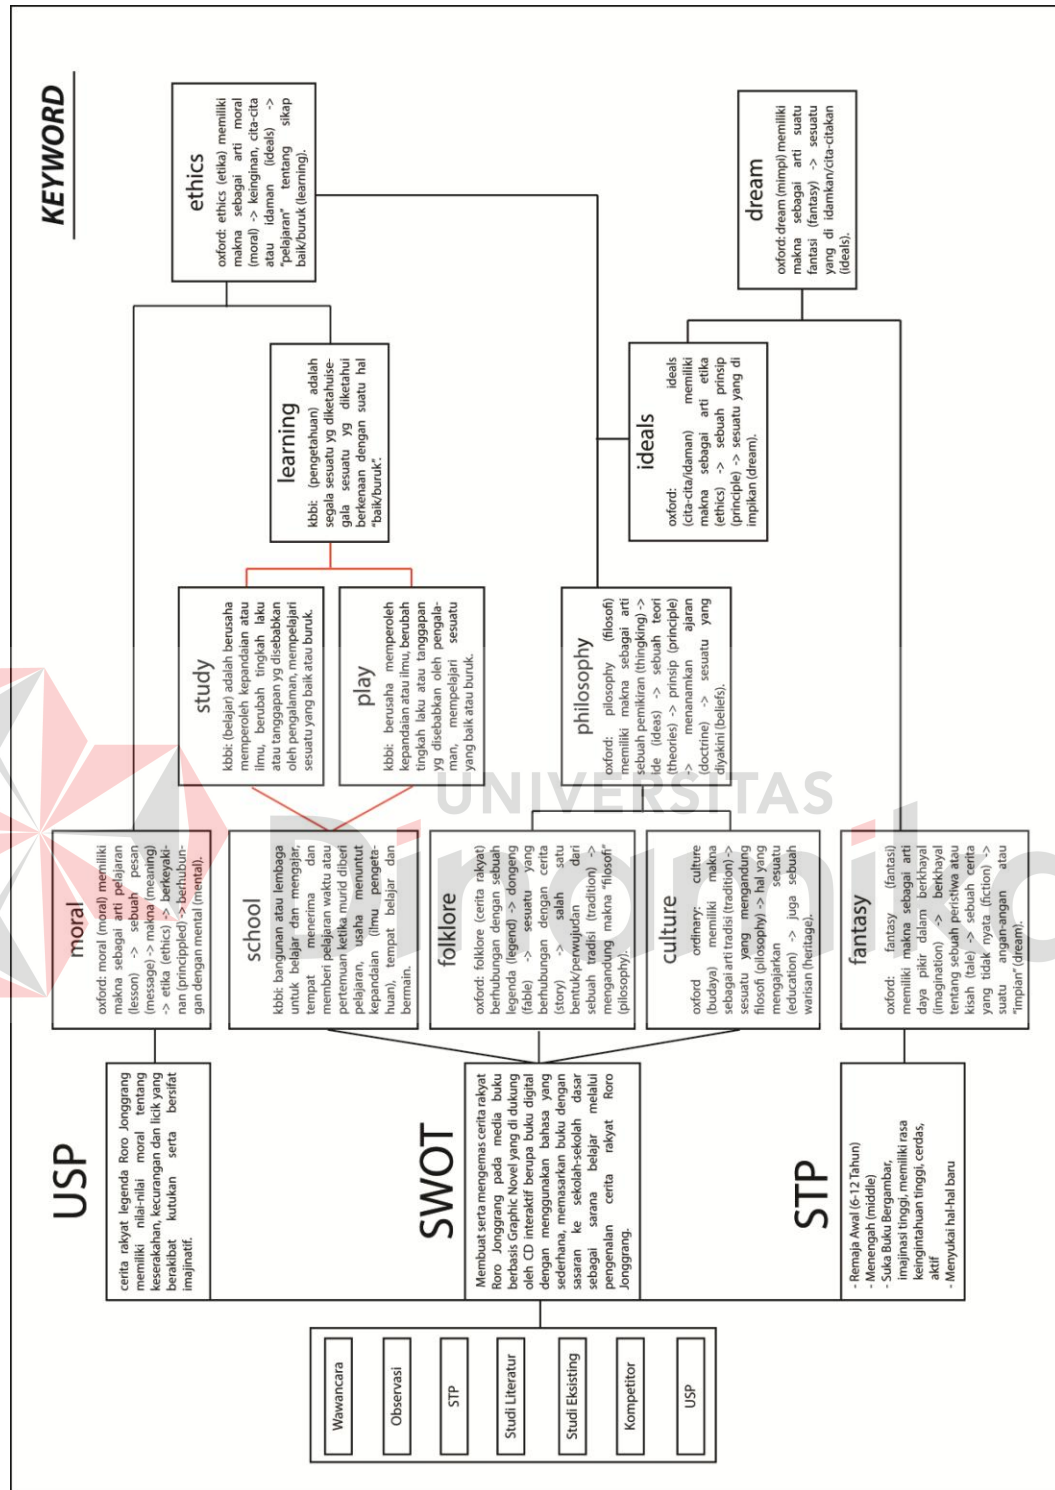 KEYWORD
USP
cerita rakyat legenda Roro Jonggrang
memiliki nilai-nilai moral tentang
keserakahan, kecurangan dan licik yang
berakibat kutukan serta bersifat
imajinatif.
SWOT
Membuat serta mengemas cerita rakyat
Roro Jonggrang pada media buku
berbasis Graphic Novel yang di dukung
oleh CD interaktif berupa buku digital
dengan menggunakan bahasa yang
sederhana, memasarkan buku dengan
sasaran ke sekolah-sekolah dasar
sebagai sarana belajar melalui
pengenalan cerita rakyat Roro
Jonggrang.
STP
- Remaja Awal (6-12 Tahun)
- Menengah (middle)
- Suka Buku Bergambar,
imajinasi tinggi, memiliki rasa
keingintahuan tinggi, cerdas,
aktif
- Menyukai hal-hal baru
Wawancara
Observasi
STP
Studi Literatur
Studi Eksisting
Kompetitor
USP
moral
oxford: moral (moral) memiliki
makna sebagai arti pelajaran
(lesson) -> sebuah pesan
(message) -> makna (meaning)
-> etika (ethics) -> berkeyaki-
nan (principped) -> berhubun-
gan dengan mental (mental).
school
kbbi: bangunan atau lembaga
untuk belajar dan mengajar,
tempat menerima dan
memberi pelajaran waktu atau
pertemuan ketika murid diberi
pelajaran, usaha menuntut
kepandaian (ilmu pengeta-
huan), tempat belajar dan
bermain.
folklore
oxford: folklore (cerita rakyat)
berhubungan dengan sebuah
legenda (legend) -> dongeng
(fable) -> sesuatu yang
berhubungan dengan cerita
(story) -> salah satu
bentuk/perwujudan dari
sebuah tradisi (tradition) ->
mengandung makna "filosofi"
(pilosophy).
culture
oxford ordinary: culture
(budaya) memiliki makna
sebagai arti tradisi (tradition) ->
sesuatu yang mengandung
filosofi (pilosophy) -> hal yang
mengajarkan sesuatu
(education) -> juga sebuah
warisan (heritage).
fantasy
oxford: fantasy (fantasi)
memiliki makna sebagai arti
daya pikir dalam berkhayal
(imagination) -> berkhayal
tentang sebuah peristiwa atau
kisah (tale) -> sebuah cerita
yang tidak nyata (fiction) ->
suatu angan-angan atau
"impian" (dream).
study
kbbi: (belajar) adalah berusaha
memperoleh kepandaian atau
ilmu, berubah tingkah laku
atau tanggapan yg disebabkan
oleh pengalaman, mempelajari
sesuatu yang baik atau buruk.
play
kbbi: berusaha memperoleh
kepandaian atau ilmu, berubah
tingkah laku atau tanggapan
yg disebabkan oleh pengala-
man, mempelajari sesuatu
yang baik atau buruk.
philosophy
oxford: pilosophy (filosofi)
memiliki makna sebagai arti
sebuah pemikiran (thingking) ->
ide (ideas) -> sebuah teori
(theories) -> prinsip (principle)
-> menanamkan ajaran
(doctrine) -> sesuatu yang
diyakini (beliefs).
learning
kbbi: (pengetahuan) adalah
segala sesuatu yg diketahuise-
gala sesuatu yg diketahui
berkenaan dengan suatu hal
"baik/buruk".
ideals
oxford: ideals
(cita-cita/idaman) memiliki
makna sebagai arti etika
(ethics) -> sebuah prinsip
(principle) -> sesuatu yang di
impikan (dream).
ethics
oxford: ethics (etika) memiliki
makna sebagai arti moral
(moral) -> keinginan, cita-cita
atau idaman (ideals) ->
"pelajaran" tentang sikap
baik/buruk (learning).
dream
oxford: dream (mimpi) memiliki
makna sebagai arti suatu
fantasi (fantasy) -> sesuatu
yang di idamkan/cita-citakan
(ideals).
UNIVERSITAS
Dinamika